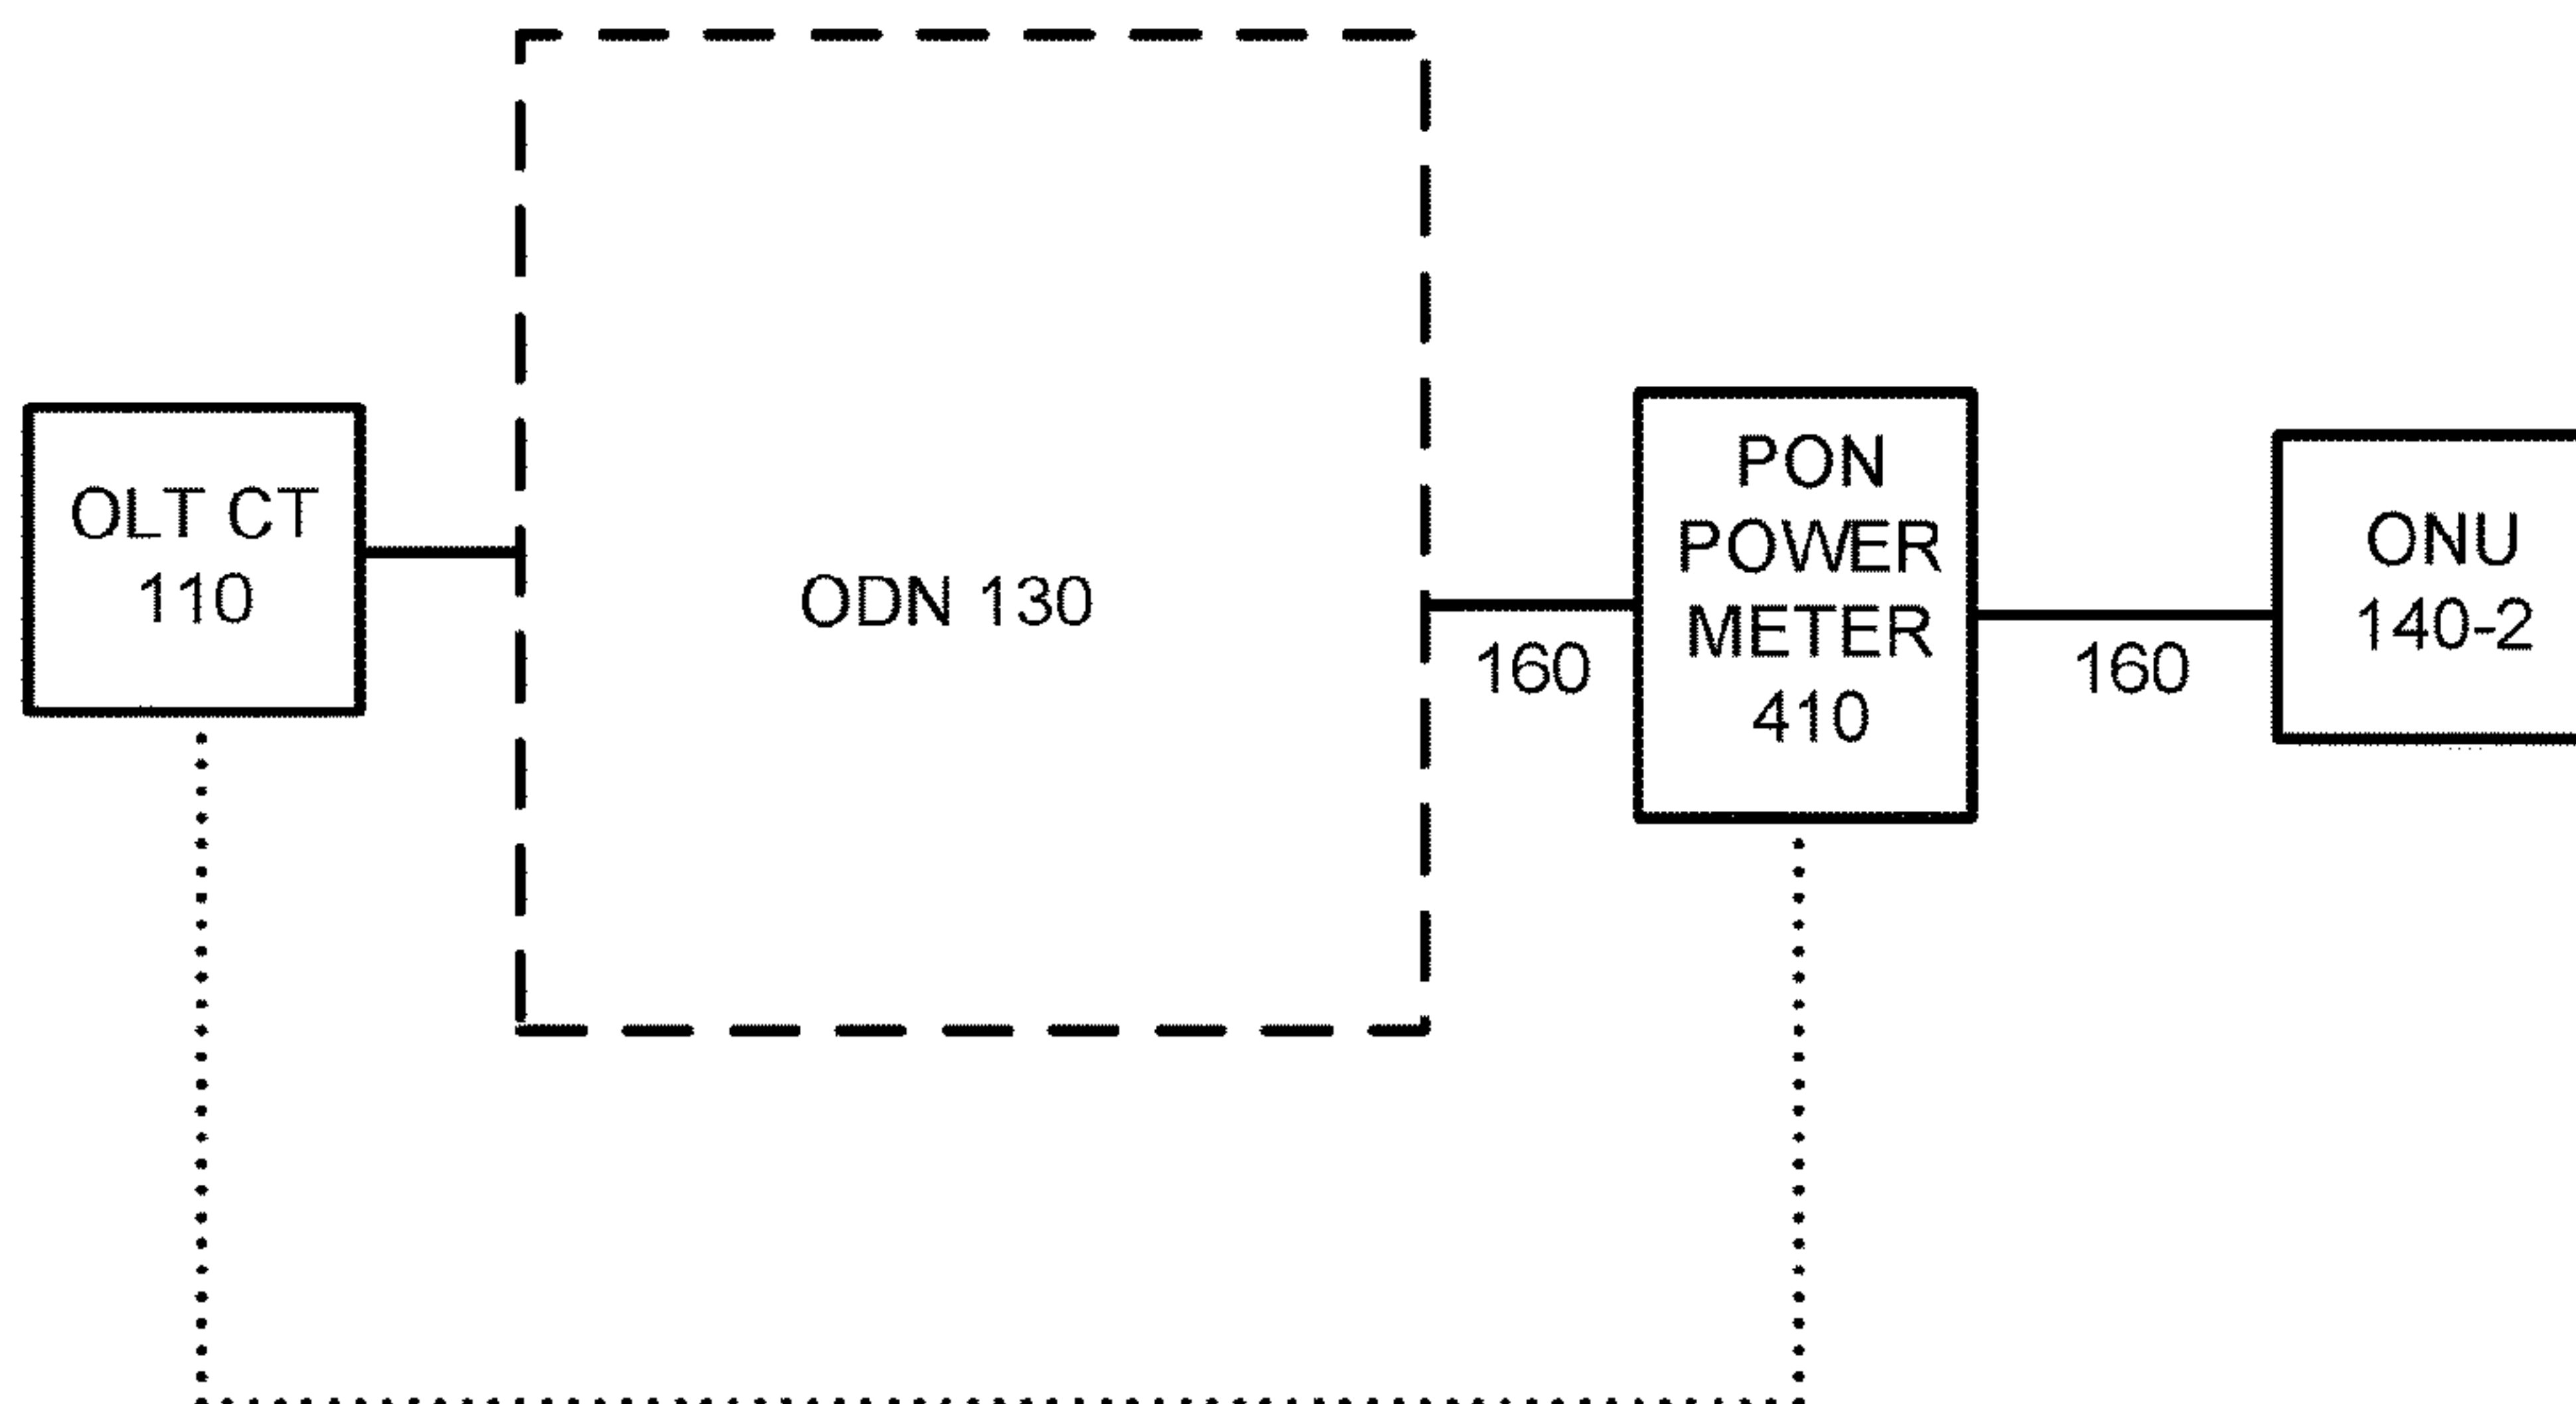 OLT CT
110
ODN 130
160
PON
POWER
METER
410
160
ONU
140-2